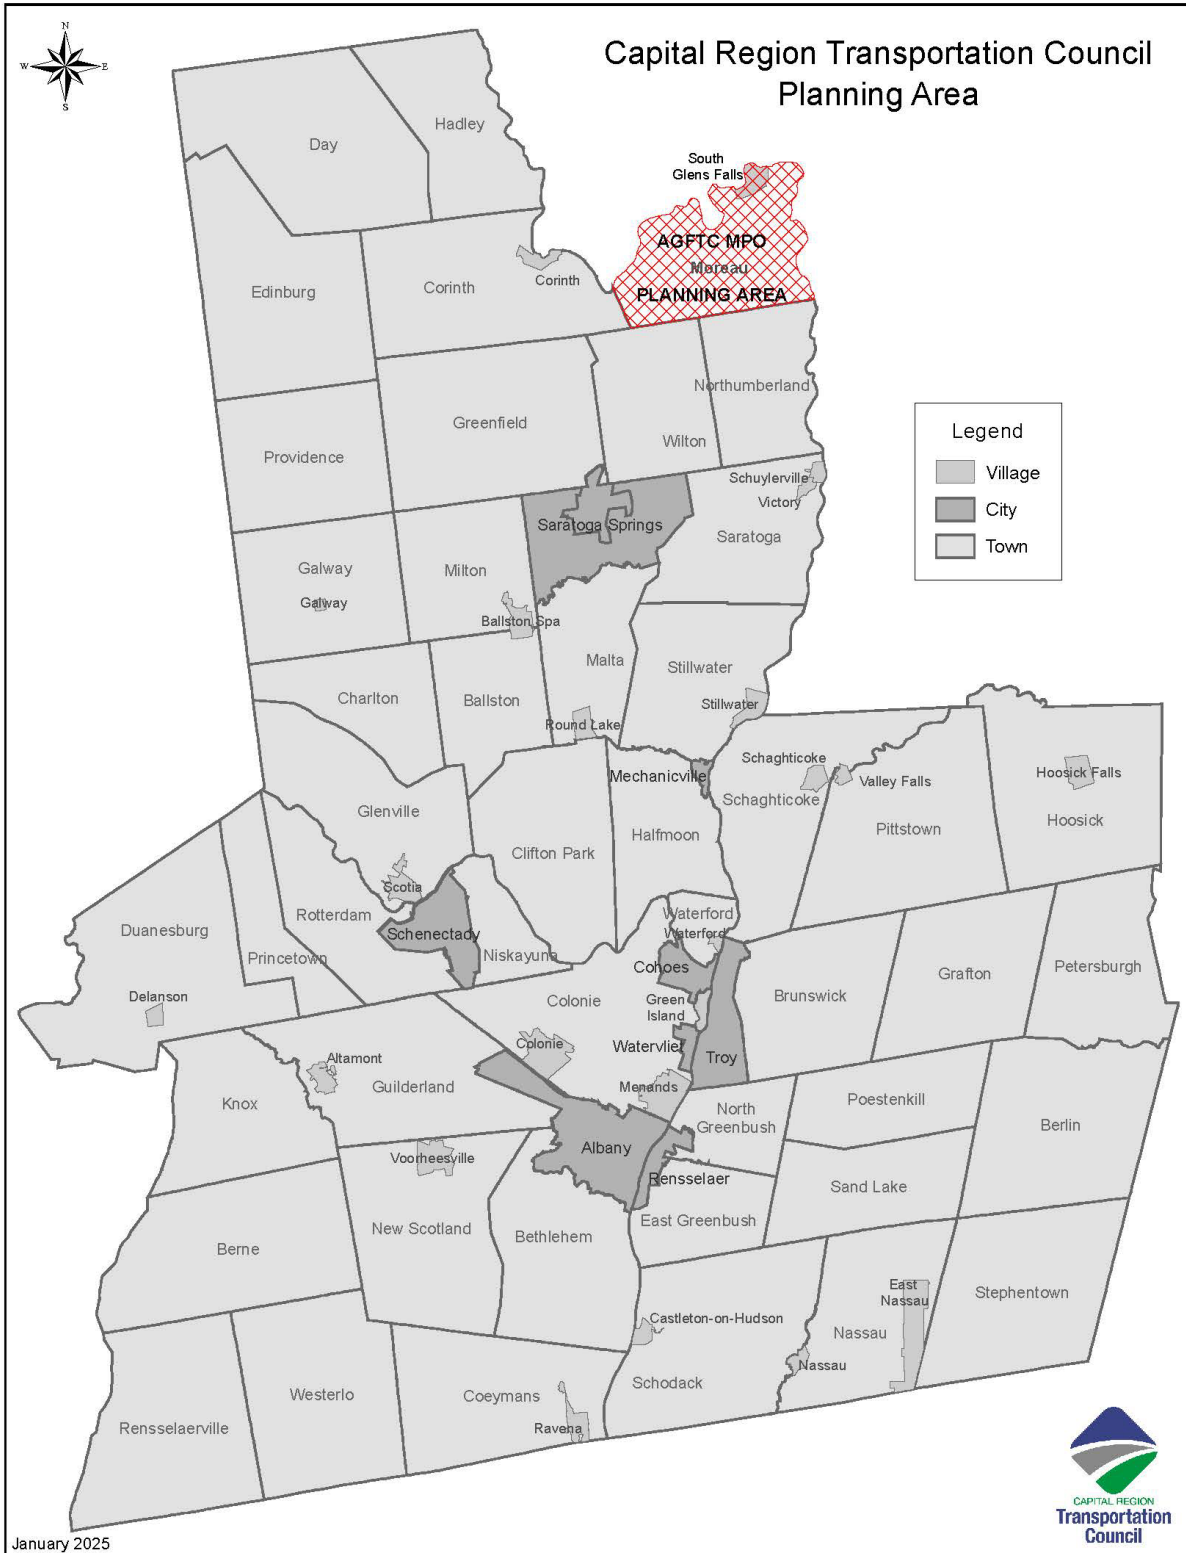 N
W
E
S
Capital Region Transportation Council
Planning Area
Hadley
Day
South
Glens Falls
AGFTC MPO
Moreau
PLANNING AREA
Corinth
Edinburg
Corinth
Northumberland
Greenfield
Wilton
Providence
Legend
Village
City
Town
Schuylerville
Victory
Saratoga Springs
Saratoga
Galway
Milton
Galway
Ballston Spa
Malta
Stillwater
Charlton
Ballston
Stillwater
Round Lake
Schaghticoke
Mechanicville
Valley Falls
Hoosick Falls
Schaghticoke
Glenville
Pittstown
Hoosick
Halfmoon
Clifton Park
Scotia
Rotterdam
Waterford
Waterford
Duanesburg
Schenectady
Niskayuna
Princetown
Cohoes
Petersburgh
Grafton
Delanson
Brunswick
Colonie
Green
Island
Colonie
Watervliet
Troy
Altamont
Guilderland
Menands
Knox
North
Greenbush
Poestenkill
Berlin
Albany
Voorheesville
Rensselaer
Sand Lake
East Greenbush
New Scotland
Bethlehem
Berne
East
Nassau
Stephentown
Castleton-on-Hudson
Nassau
Nassau
Schodack
Westerlo
Coeymans
Rensselaerville
Ravena
CAPITAL REGION
Transportation
Council
January 2025